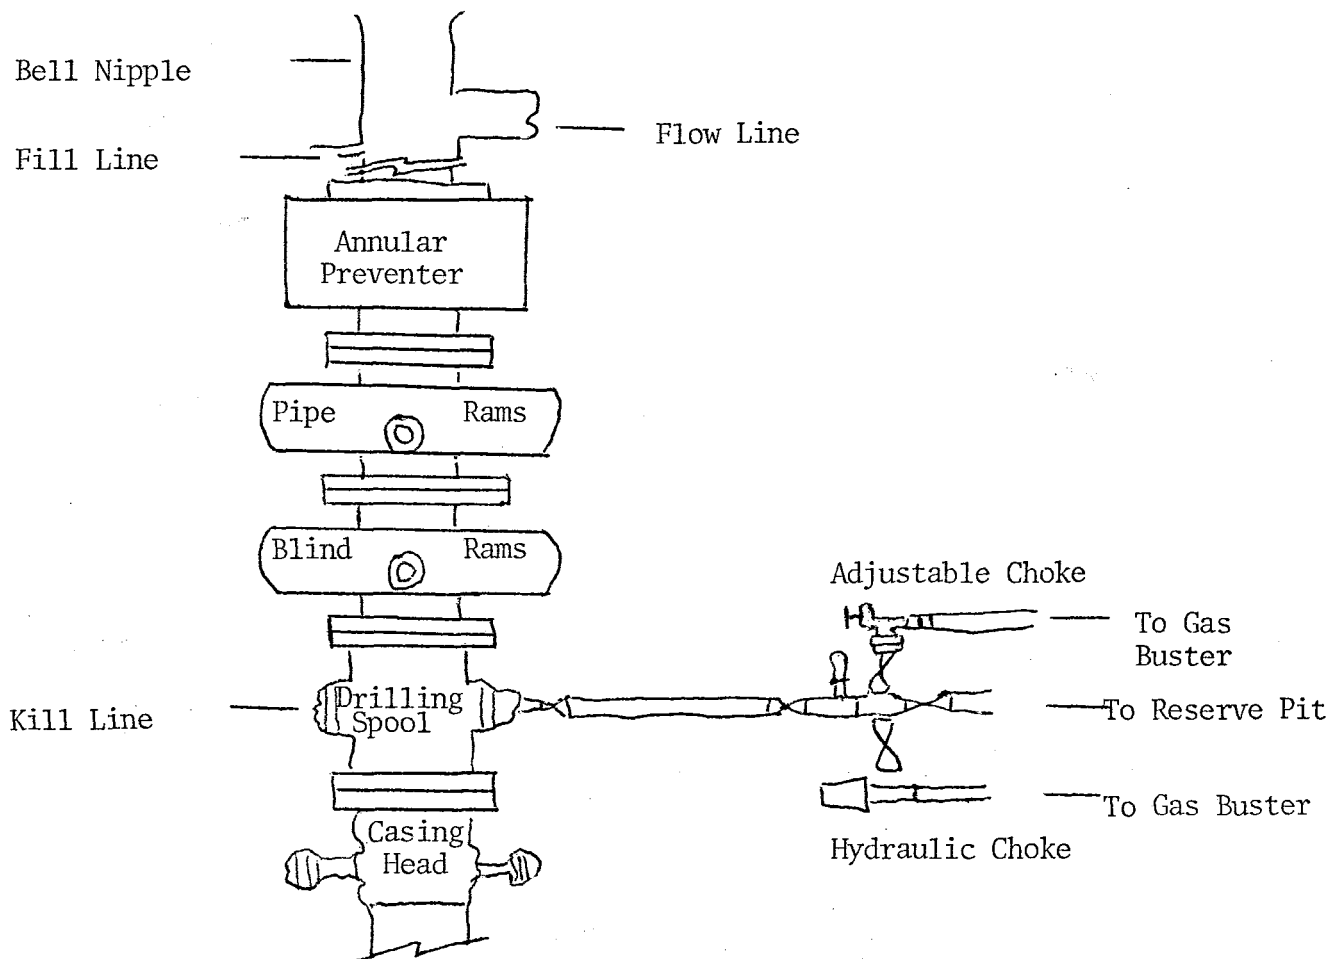 Bell Nipple
Flow Line
Fill Line
Annular
Preventer
Pipe Rams
Blind Rams
Adjustable Choke
To Gas
Buster
Kill Line
Drilling
Spool
To Reserve Pit
To Gas Buster
Hydraulic Choke
Casing
Head